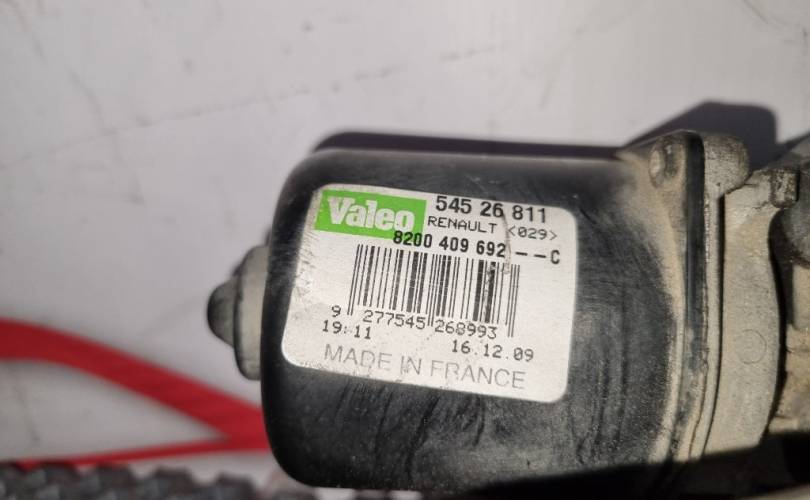 Valeo 545 26 811
RENAULT <029>
8200 409 692--C
9 277545 268993
19:11 16.12.09
MADE IN FRANCE